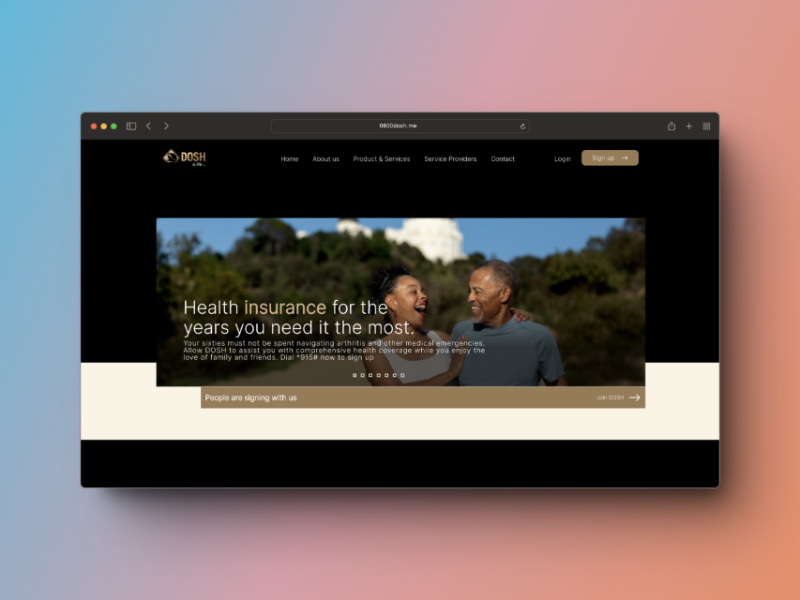 0800dosh.me
DOSH
Home About us Product & Services Service Providers Contact Login Sign up
Health insurance for the
years you need it the most.
Your sixties must not be spent navigating arthritis and other medical emergencies.
Allow DOSH to assist you with comprehensive health coverage while you enjoy the
love of family and friends. Dial *915# now to sign up
People are signing with us Join DOSH